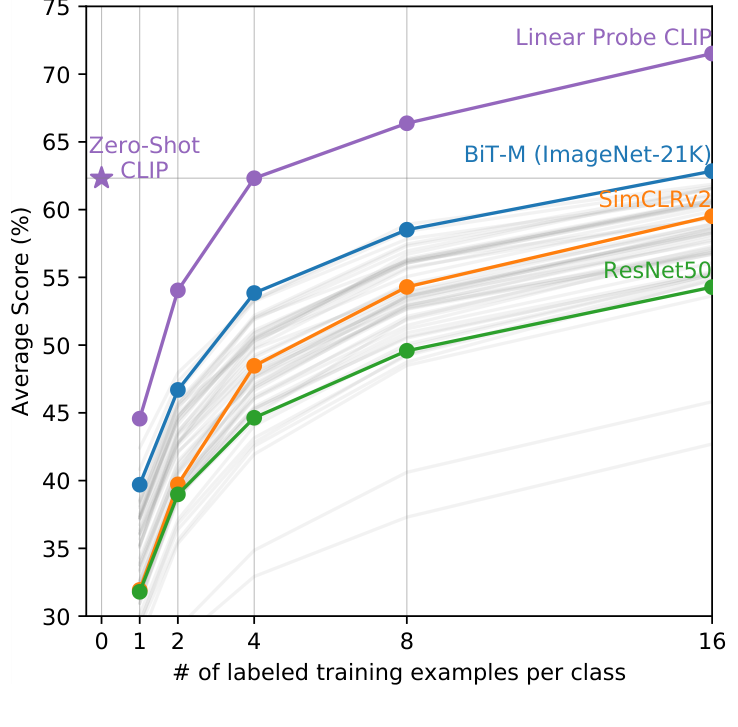 75
70
65
60
55
50
45
40
35
30
Average Score (%)
Linear Probe CLIP
Zero-Shot
CLIP
BiT-M (ImageNet-21K)
SimCLRv2
ResNet50
0 1 2 4 8 16
# of labeled training examples per class